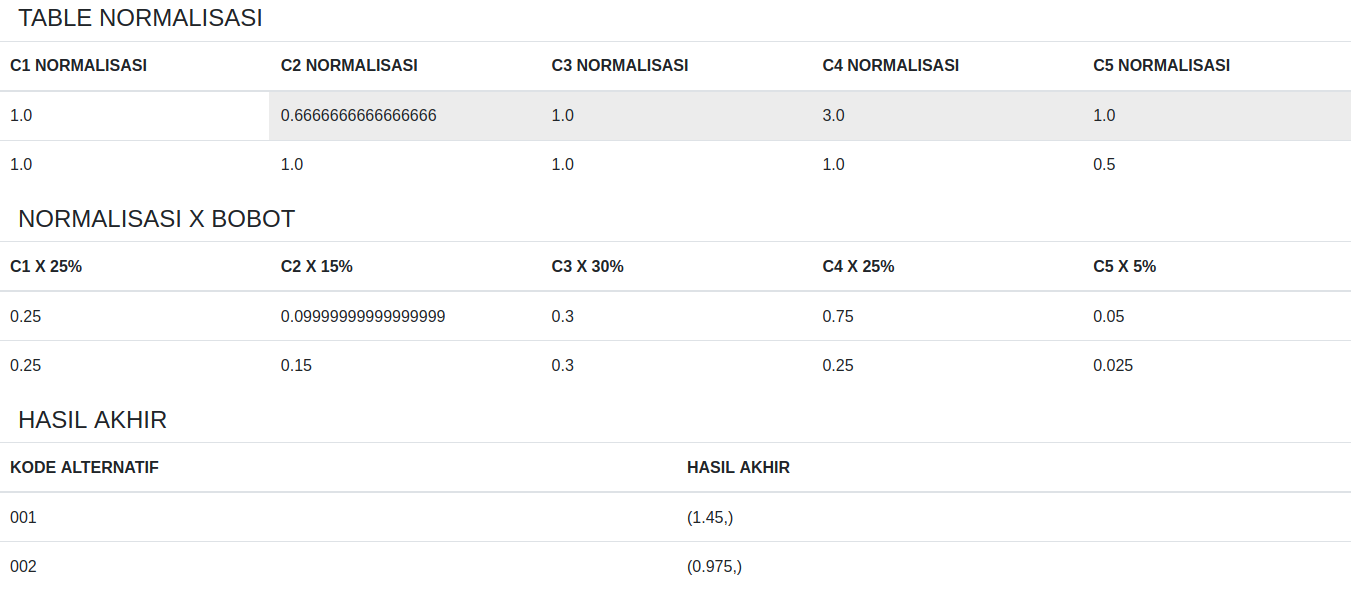 TABLE NORMALISASI
C1 NORMALISASI C2 NORMALISASI C3 NORMALISASI C4 NORMALISASI C5 NORMALISASI
1.0 0.6666666666666666 1.0 3.0 1.0
1.0 1.0 1.0 1.0 0.5
NORMALISASI X BOBOT
C1 X 25% C2 X 15% C3 X 30% C4 X 25% C5 X 5%
0.25 0.09999999999999999 0.3 0.75 0.05
0.25 0.15 0.3 0.25 0.025
HASIL AKHIR
KODE ALTERNATIF HASIL AKHIR
001 (1.45,)
002 (0.975,)